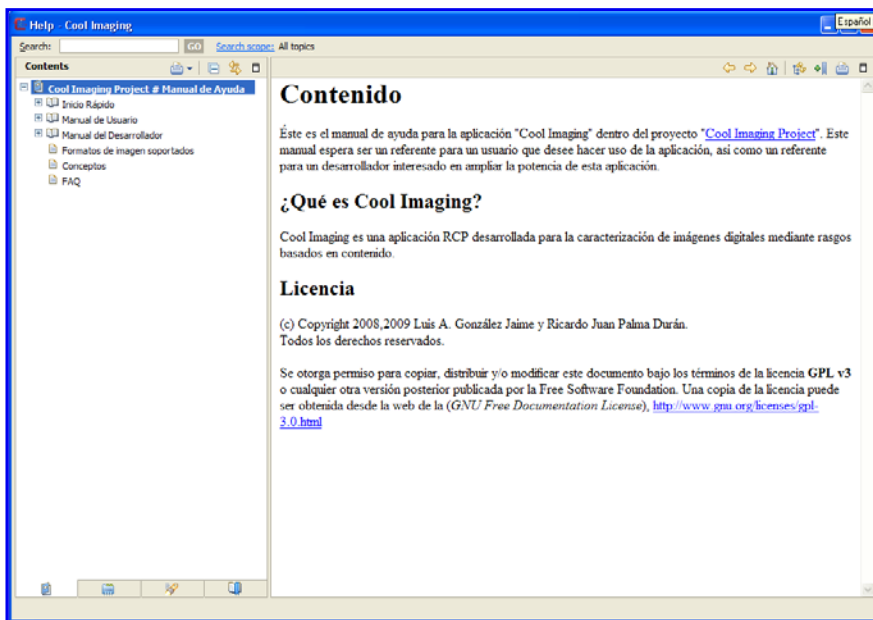 Help - Cool Imaging
Español
Search:
GO
Search scope: All topics
Contents
Cool Imaging Project # Manual de Ayuda
Inicio Rápido
Manual de Usuario
Manual del Desarrollador
Formatos de imagen soportados
Conceptos
FAQ
Contenido
Éste es el manual de ayuda para la aplicación "Cool Imaging" dentro del proyecto "Cool Imaging Project". Este
manual espera ser un referente para un usuario que desee hacer uso de la aplicación, así como un referente
para un desarrollador interesado en ampliar la potencia de esta aplicación.
¿Qué es Cool Imaging?
Cool Imaging es una aplicación RCP desarrollada para la caracterización de imágenes digitales mediante rasgos
basados en contenido.
Licencia
(c) Copyright 2008,2009 Luis A. González Jaime y Ricardo Juan Palma Durán.
Todos los derechos reservados.
Se otorga permiso para copiar, distribuir y/o modificar este documento bajo los términos de la licencia GPL v3
o cualquier otra versión posterior publicada por la Free Software Foundation. Una copia de la licencia puede
ser obtenida desde la web de la (GNU Free Documentation License), http://www.gnu.org/licenses/gpl-
3.0.html